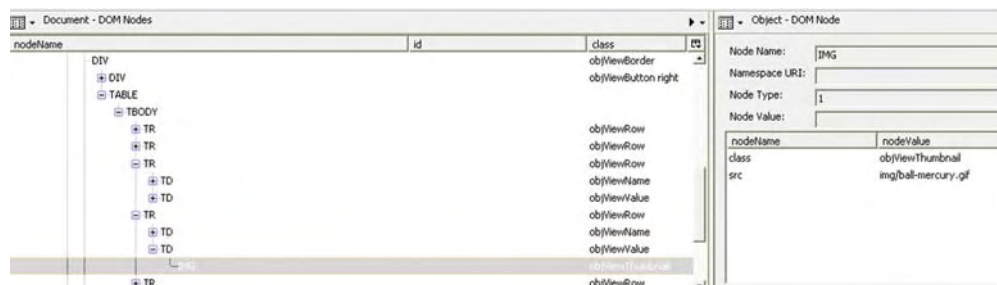 Document - DOM Nodes
nodeName id class
DIV objViewBorder
DIV objViewButton right
TABLE
TBODY
TR objViewRow
TR objViewRow
TR objViewRow
TD objViewName
TD objViewValue
TR objViewRow
TD objViewName
TD objViewValue
IMG objViewThumbnail
TR objViewRow
Object - DOM Node
Node Name: IMG
Namespace URI:
Node Type: 1
Node Value:
nodeName nodeValue
class objViewThumbnail
src img/ball-mercury.gif